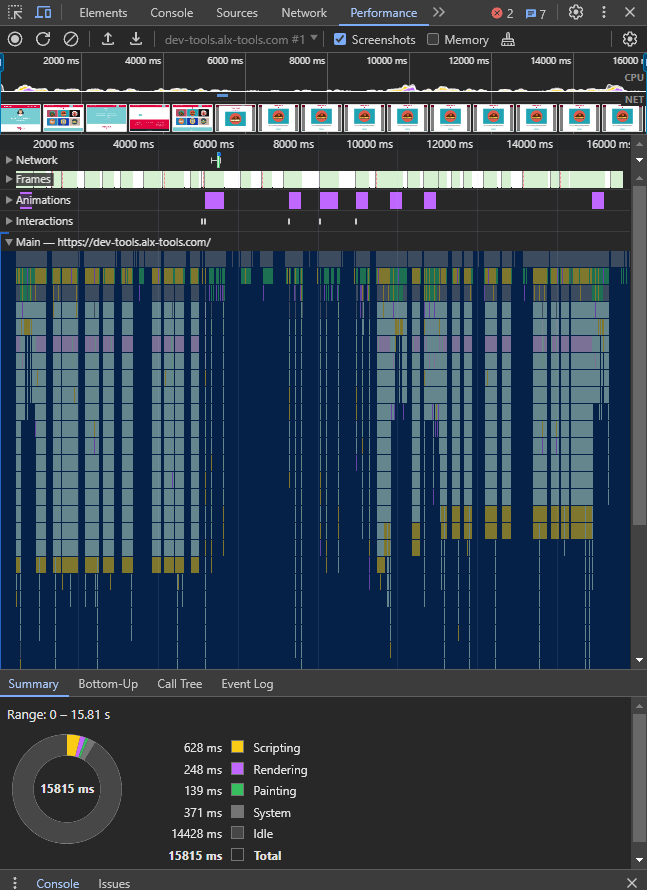 Elements Console Sources Network Performance 2 7
dev-tools.alx-tools.com #1 Screenshots Memory
2000 ms 4000 ms 6000 ms 8000 ms 10000 ms 12000 ms 14000 ms 16000
CPU
NET
2000 ms 4000 ms 6000 ms 8000 ms 10000 ms 12000 ms 14000 ms 16000 ms
Network
Frames
Animations
Interactions
Main — https://dev-tools.alx-tools.com/
Summary Bottom-Up Call Tree Event Log
Range: 0 – 15.81 s
15815 ms
628 ms Scripting
248 ms Rendering
139 ms Painting
371 ms System
14428 ms Idle
15815 ms Total
Console Issues